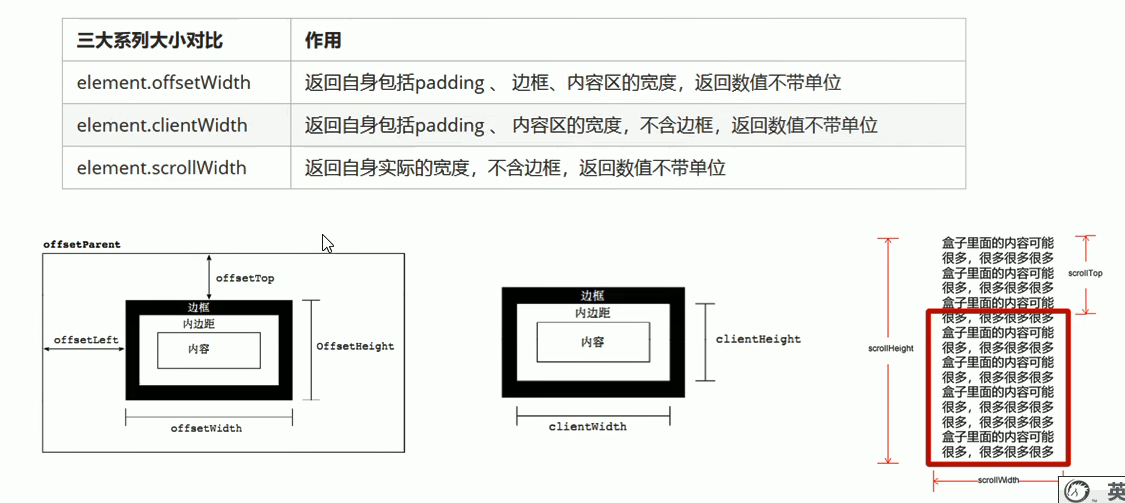 三大系列大小对比 作用
element.offsetWidth 返回自身包括padding 、 边框、内容区的宽度，返回数值不带单位
element.clientWidth 返回自身包括padding 、 内容区的宽度，不含边框，返回数值不带单位
element.scrollWidth 返回自身实际的宽度，不含边框，返回数值不带单位
offsetParent
offsetTop
边框
内边距
内容
offsetLeft
OffsetHeight
offsetWidth
边框
内边距
内容
clientHeight
clientWidth
盒子里面的内容可能
很多，很多很多很多
盒子里面的内容可能
很多，很多很多很多
盒子里面的内容可能
很多，很多很多很多
盒子里面的内容可能
很多，很多很多很多
盒子里面的内容可能
很多，很多很多很多
盒子里面的内容可能
很多，很多很多很多
很多，很多很多很多
盒子里面的内容可能
很多，很多很多很多
scrollTop
scrollHeight
scrollWidth
英